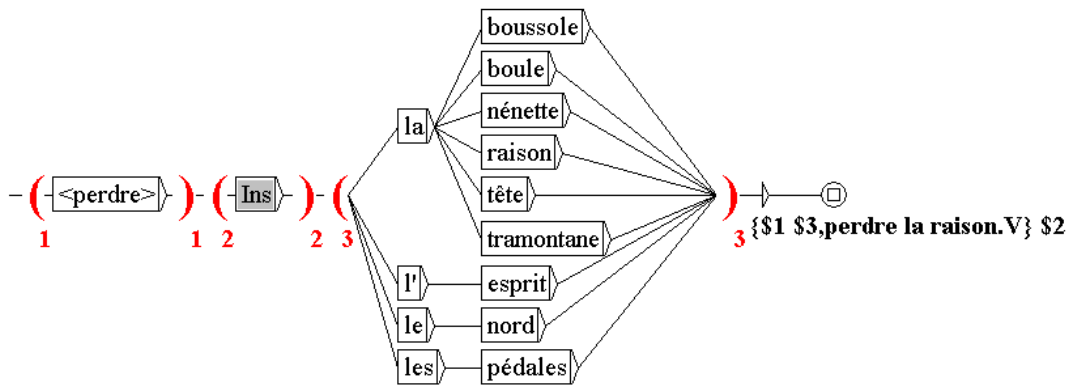 boussole
boule
la nénette
raison
( <perdre> ) ( Ins ) ( tête )
1 1 2 2 3 3 {$1 $3,perdre la raison.V} $2
tramontane
l' esprit
le nord
les pédales